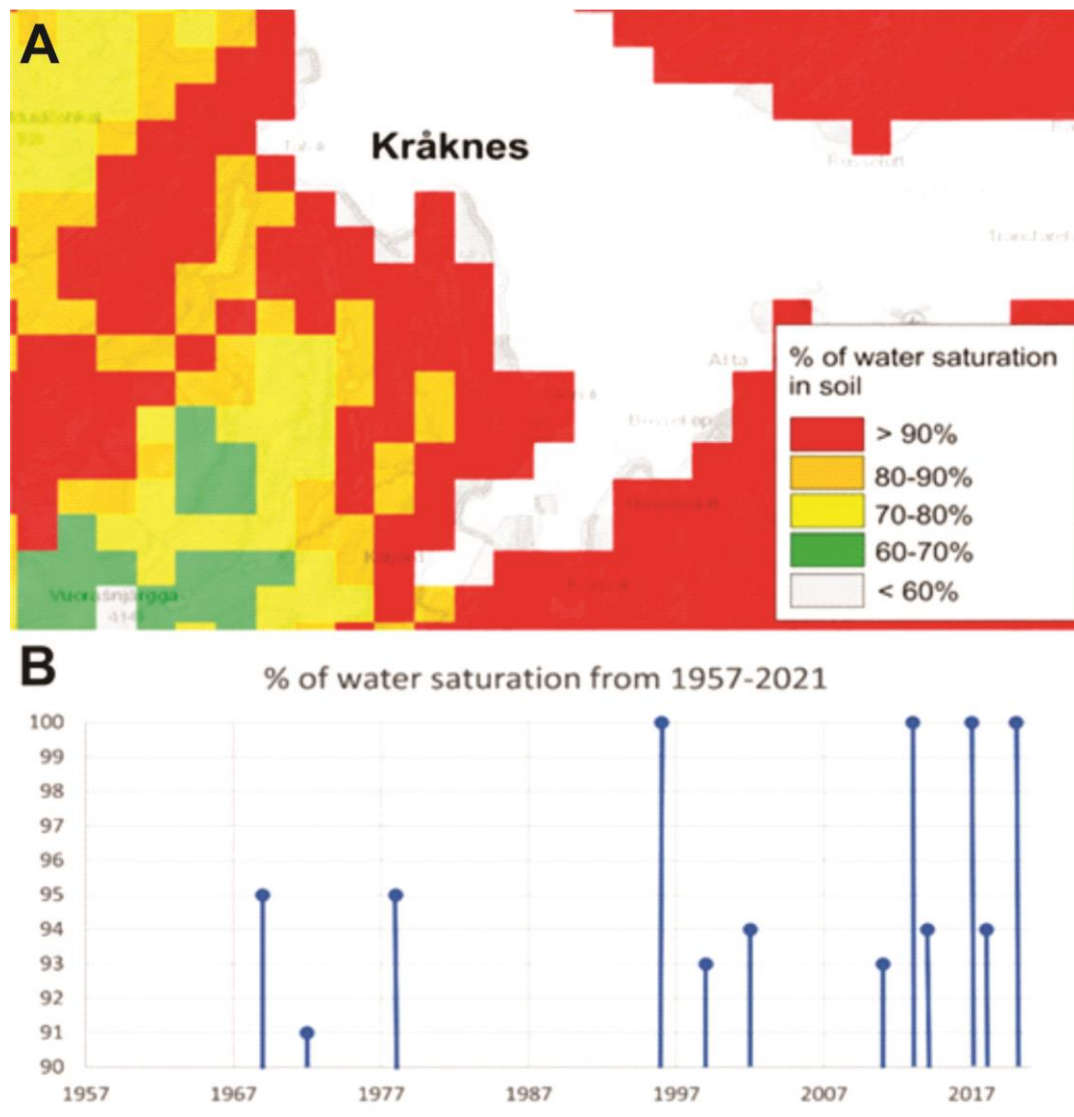 A
Kråknes
Alta
% of water saturation
in soil
> 90%
80-90%
70-80%
60-70%
< 60%
B
% of water saturation from 1957-2021
100
99
98
97
96
95
94
93
92
91
90
1957 1967 1977 1987 1997 2007 2017